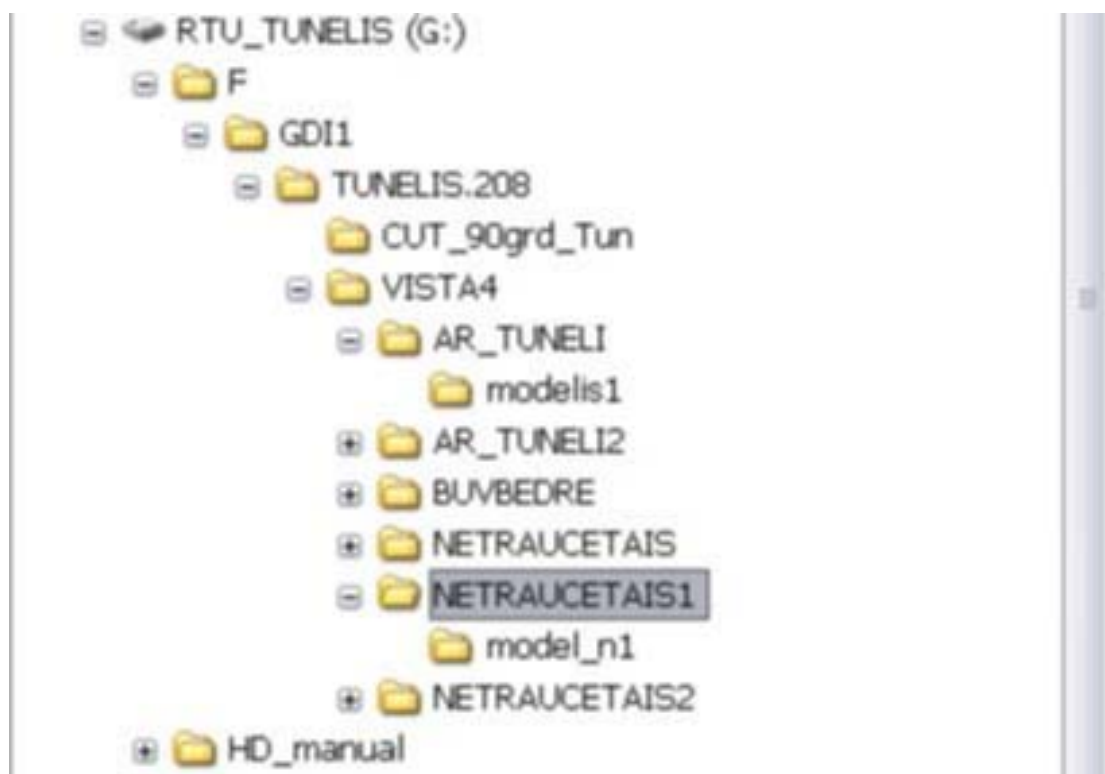 RTU_TUNELIS (G:)
F
GDI1
TUNELIS.208
CUT_90grd_Tun
VISTA4
AR_TUNELI
modelis1
AR_TUNELI2
BUVBEDRE
NETRAUCETAIS
NETRAUCETAIS1
model_n1
NETRAUCETAIS2
HD_manual